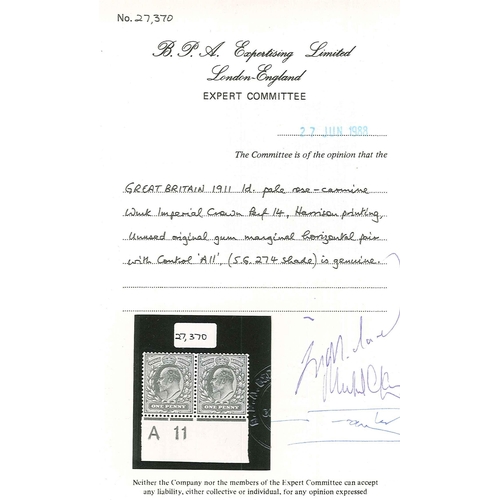 No. 27,370
B. P. A. Expertising Limited
London-England
EXPERT COMMITTEE
27 JUN 1988
The Committee is of the opinion that the
GREAT BRITAIN 1911 1d. pale rose-carmine
Wmk Imperial Crown Perf 14, Harrison printing,
Unused original gum marginal horizontal pair
with Control 'A11', (S.G. 274 shade) is genuine.
27,370
ONE PENNY ONE PENNY
A 11
Neither the Company nor the members of the Expert Committee can accept
any liability, either collective or individual, for any opinion expressed